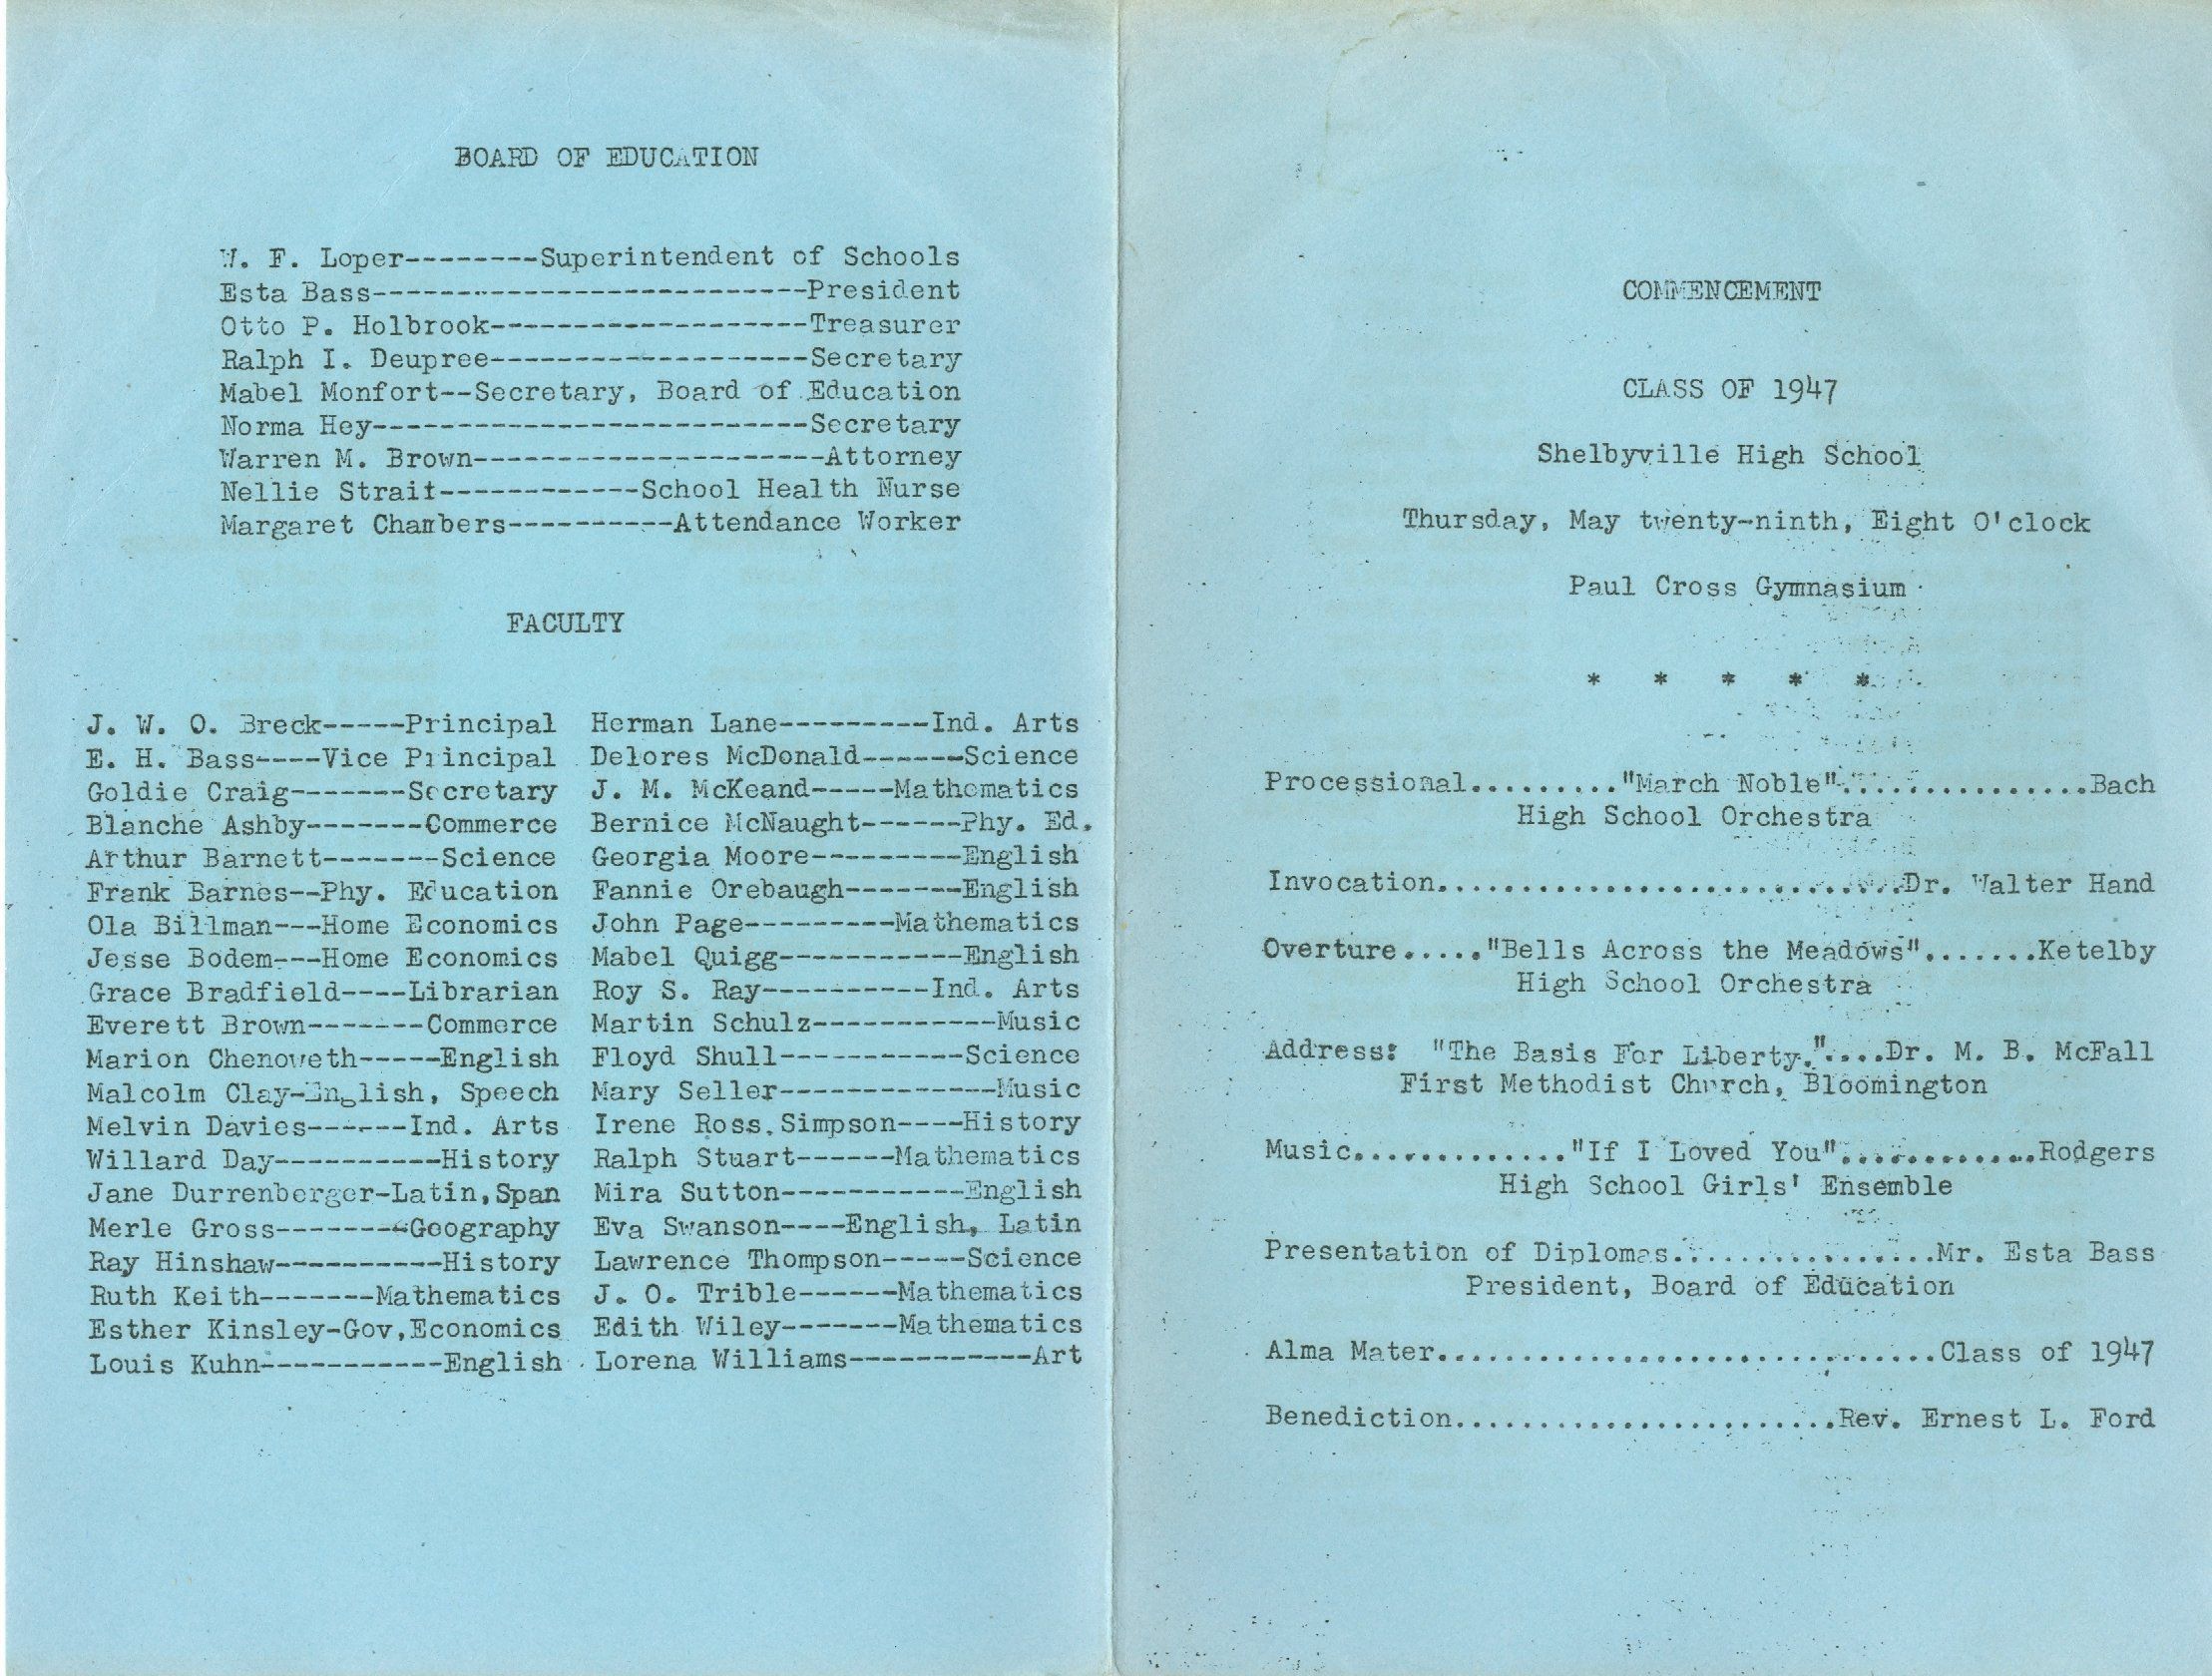 BOARD OF EDUCATION
W. F. Loper--------Superintendent of Schools
Esta Bass--------------------------President
Otto P. Holbrook-------------------Treasurer
Ralph I. Deupree-------------------Secretary
Mabel Monfort--Secretary, Board of Education
Norma Hey--------------------------Secretary
Warren M. Brown---------------------Attorney
Nellie Strait------------School Health Nurse
Margaret Chambers----------Attendance Worker
FACULTY
J. W. O. Breck-----Principal
E. H. Bass----Vice Principal
Goldie Craig-------Secretary
Blanche Ashby-------Commerce
Arthur Barnett-------Science
Frank Barnes--Phy. Education
Ola Billman---Home Economics
Jesse Bodem---Home Economics
Grace Bradfield----Librarian
Everett Brown-------Commerce
Marion Chenoweth-----English
Malcolm Clay-English, Speech
Melvin Davies------Ind. Arts
Willard Day----------History
Jane Durrenberger-Latin,Span
Merle Gross--------Geography
Ray Hinshaw----------History
Ruth Keith-------Mathematics
Esther Kinsley-Gov,Economics
Louis Kuhn-----------English
Herman Lane---------Ind. Arts
Delores McDonald------Science
J. M. McKeand-----Mathematics
Bernice McNaught------Phy. Ed.
Georgia Moore---------English
Fannie Orebaugh-------English
John Page---------Mathematics
Mabel Quigg-----------English
Roy S. Ray----------Ind. Arts
Martin Schulz-----------Music
Floyd Shull-----------Science
Mary Seller-------------Music
Irene Ross Simpson----History
Ralph Stuart------Mathematics
Mira Sutton-----------English
Eva Swanson----English, Latin
Lawrence Thompson-----Science
J. O. Trible------Mathematics
Edith Wiley-------Mathematics
Lorena Williams-----------Art
COMMENCEMENT
CLASS OF 1947
Shelbyville High School
Thursday, May twenty-ninth, Eight O'clock
Paul Cross Gymnasium
* * * * *
Processional........."March Noble"...............Bach
High School Orchestra
Invocation............................Dr. Walter Hand
Overture....."Bells Across the Meadows".......Ketelby
High School Orchestra
Address: "The Basis For Liberty."....Dr. M. B. McFall
First Methodist Church, Bloomington
Music............."If I Loved You"............Rodgers
High School Girls' Ensemble
Presentation of Diplomas................Mr. Esta Bass
President, Board of Education
Alma Mater..............................Class of 1947
Benediction.......................Rev. Ernest L. Ford